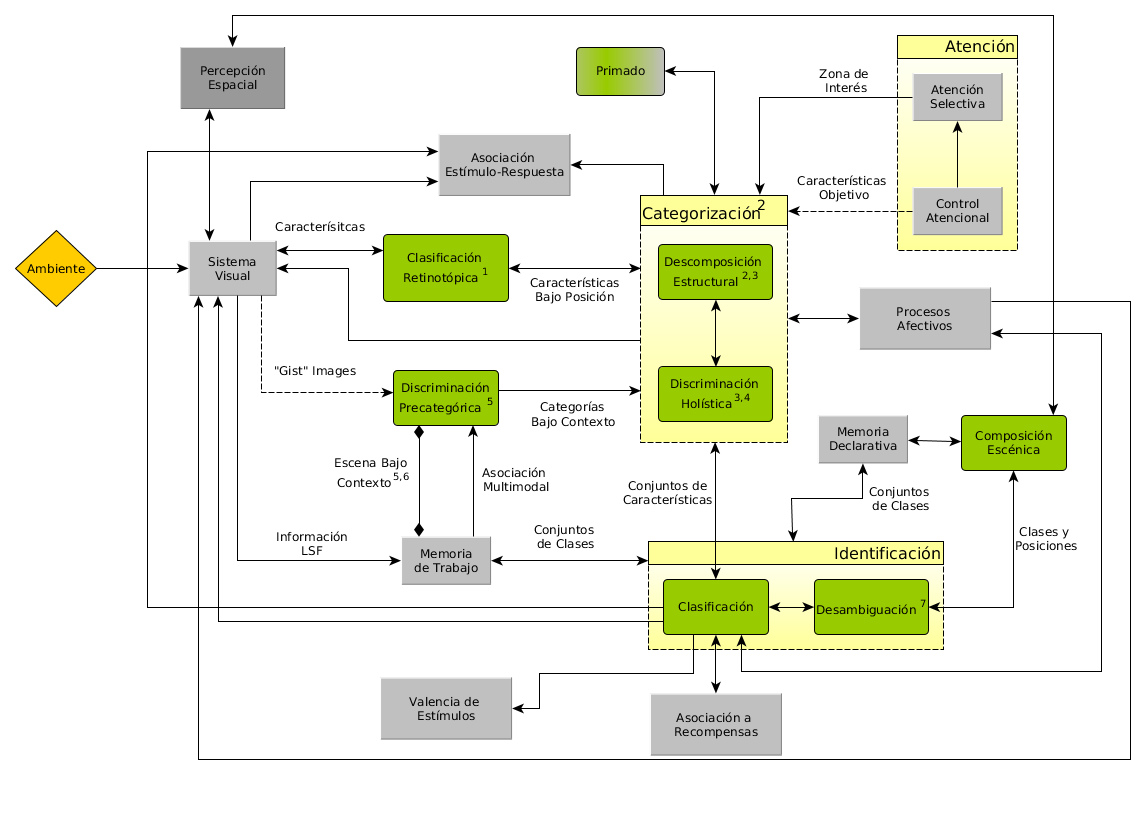 Atención
Percepción
Espacial
Primado
Zona de
Interés
Atención
Selectiva
Asociación
Estímulo-Respuesta
Características
Objetivo
Control
Atencional
Categorización 2
Caracterísitcas
Ambiente
Sistema
Visual
Clasificación
Retinotópica 1
Características
Bajo Posición
Descomposición
Estructural 2,3
Procesos
Afectivos
"Gist" Images
Discriminación
Precategórica 5
Categorías
Bajo Contexto
Discriminación
Holística 3,4
Memoria
Declarativa
Composición
Escénica
Escena Bajo
Contexto 5,6
Asociación
Multimodal
Conjuntos de
Características
Conjuntos
de Clases
Información
LSF
Memoria
de Trabajo
Conjuntos
de Clases
Clases y
Posiciones
Identificación
Clasificación
Desambiguación 7
Valencia de
Estímulos
Asociación a
Recompensas